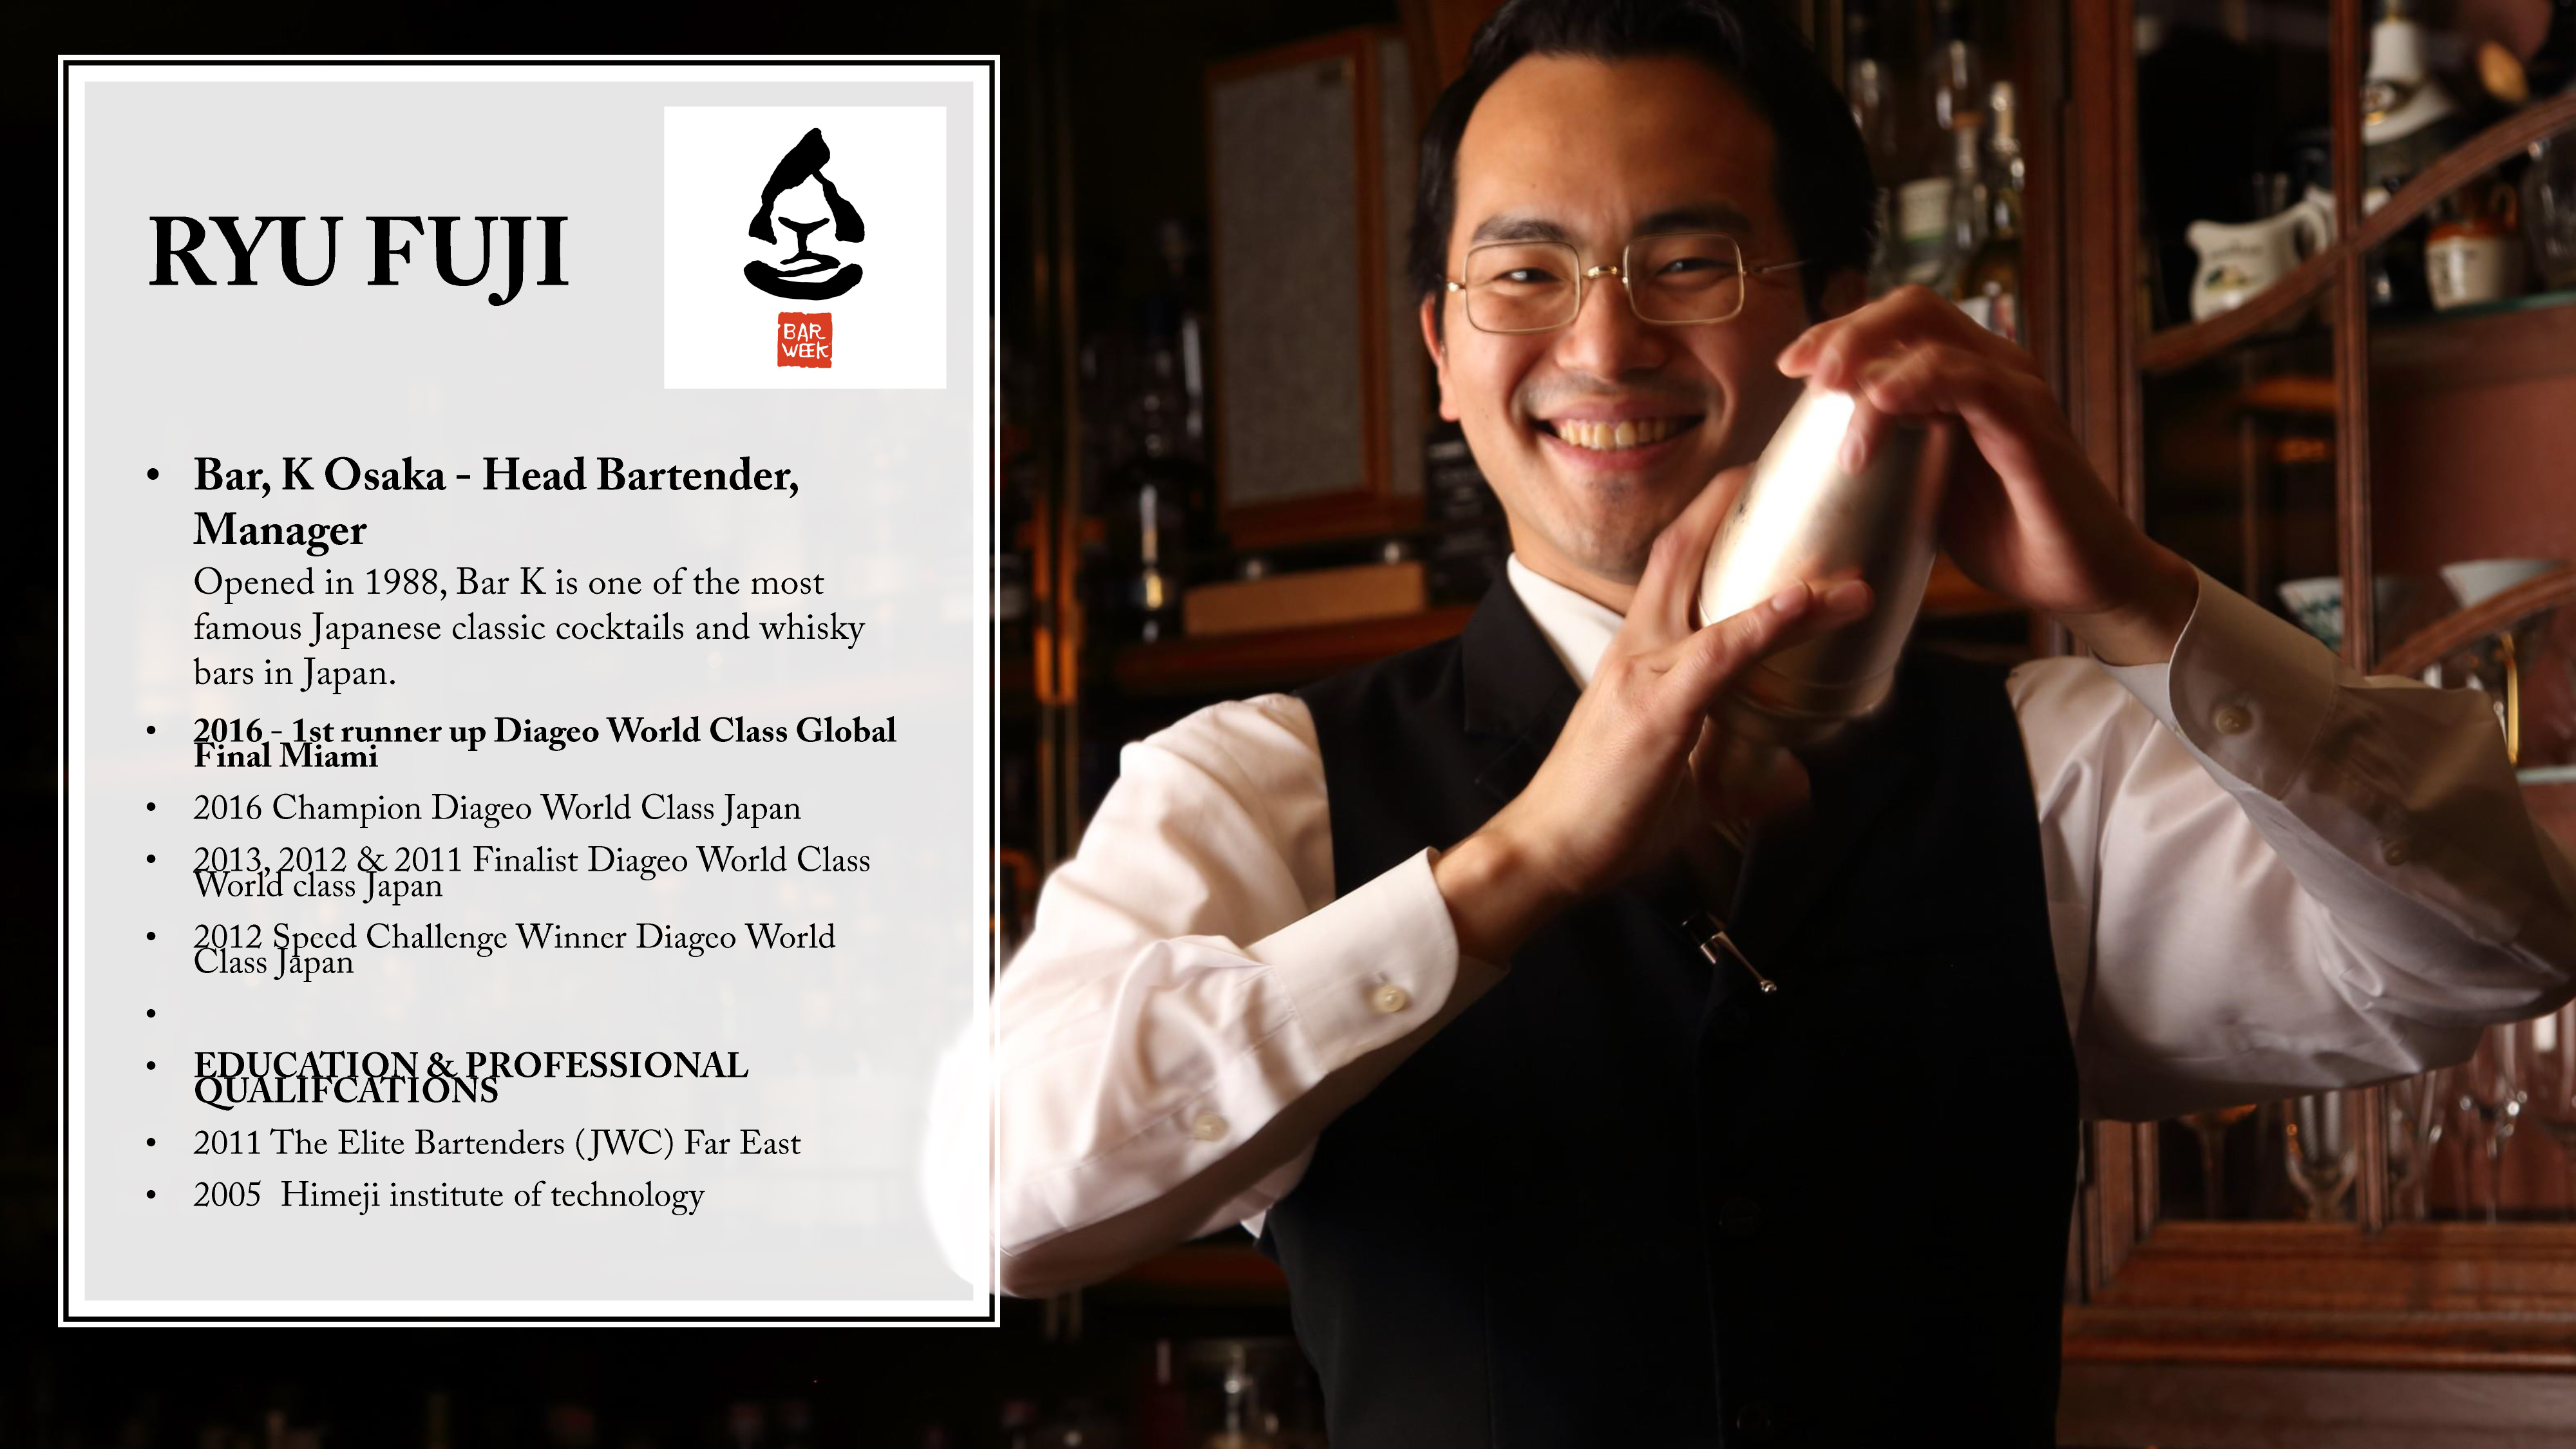 RYU FUJI
BAR
WEEK
• Bar, K Osaka - Head Bartender,
Manager
Opened in 1988, Bar K is one of the most
famous Japanese classic cocktails and whisky
bars in Japan.
• 2016 - 1st runner up Diageo World Class Global
Final Miami
• 2016 Champion Diageo World Class Japan
• 2013, 2012 & 2011 Finalist Diageo World Class
World class Japan
• 2012 Speed Challenge Winner Diageo World
Class Japan
•
• EDUCATION & PROFESSIONAL
QUALIFCATIONS
• 2011 The Elite Bartenders (JWC) Far East
• 2005  Himeji institute of technology